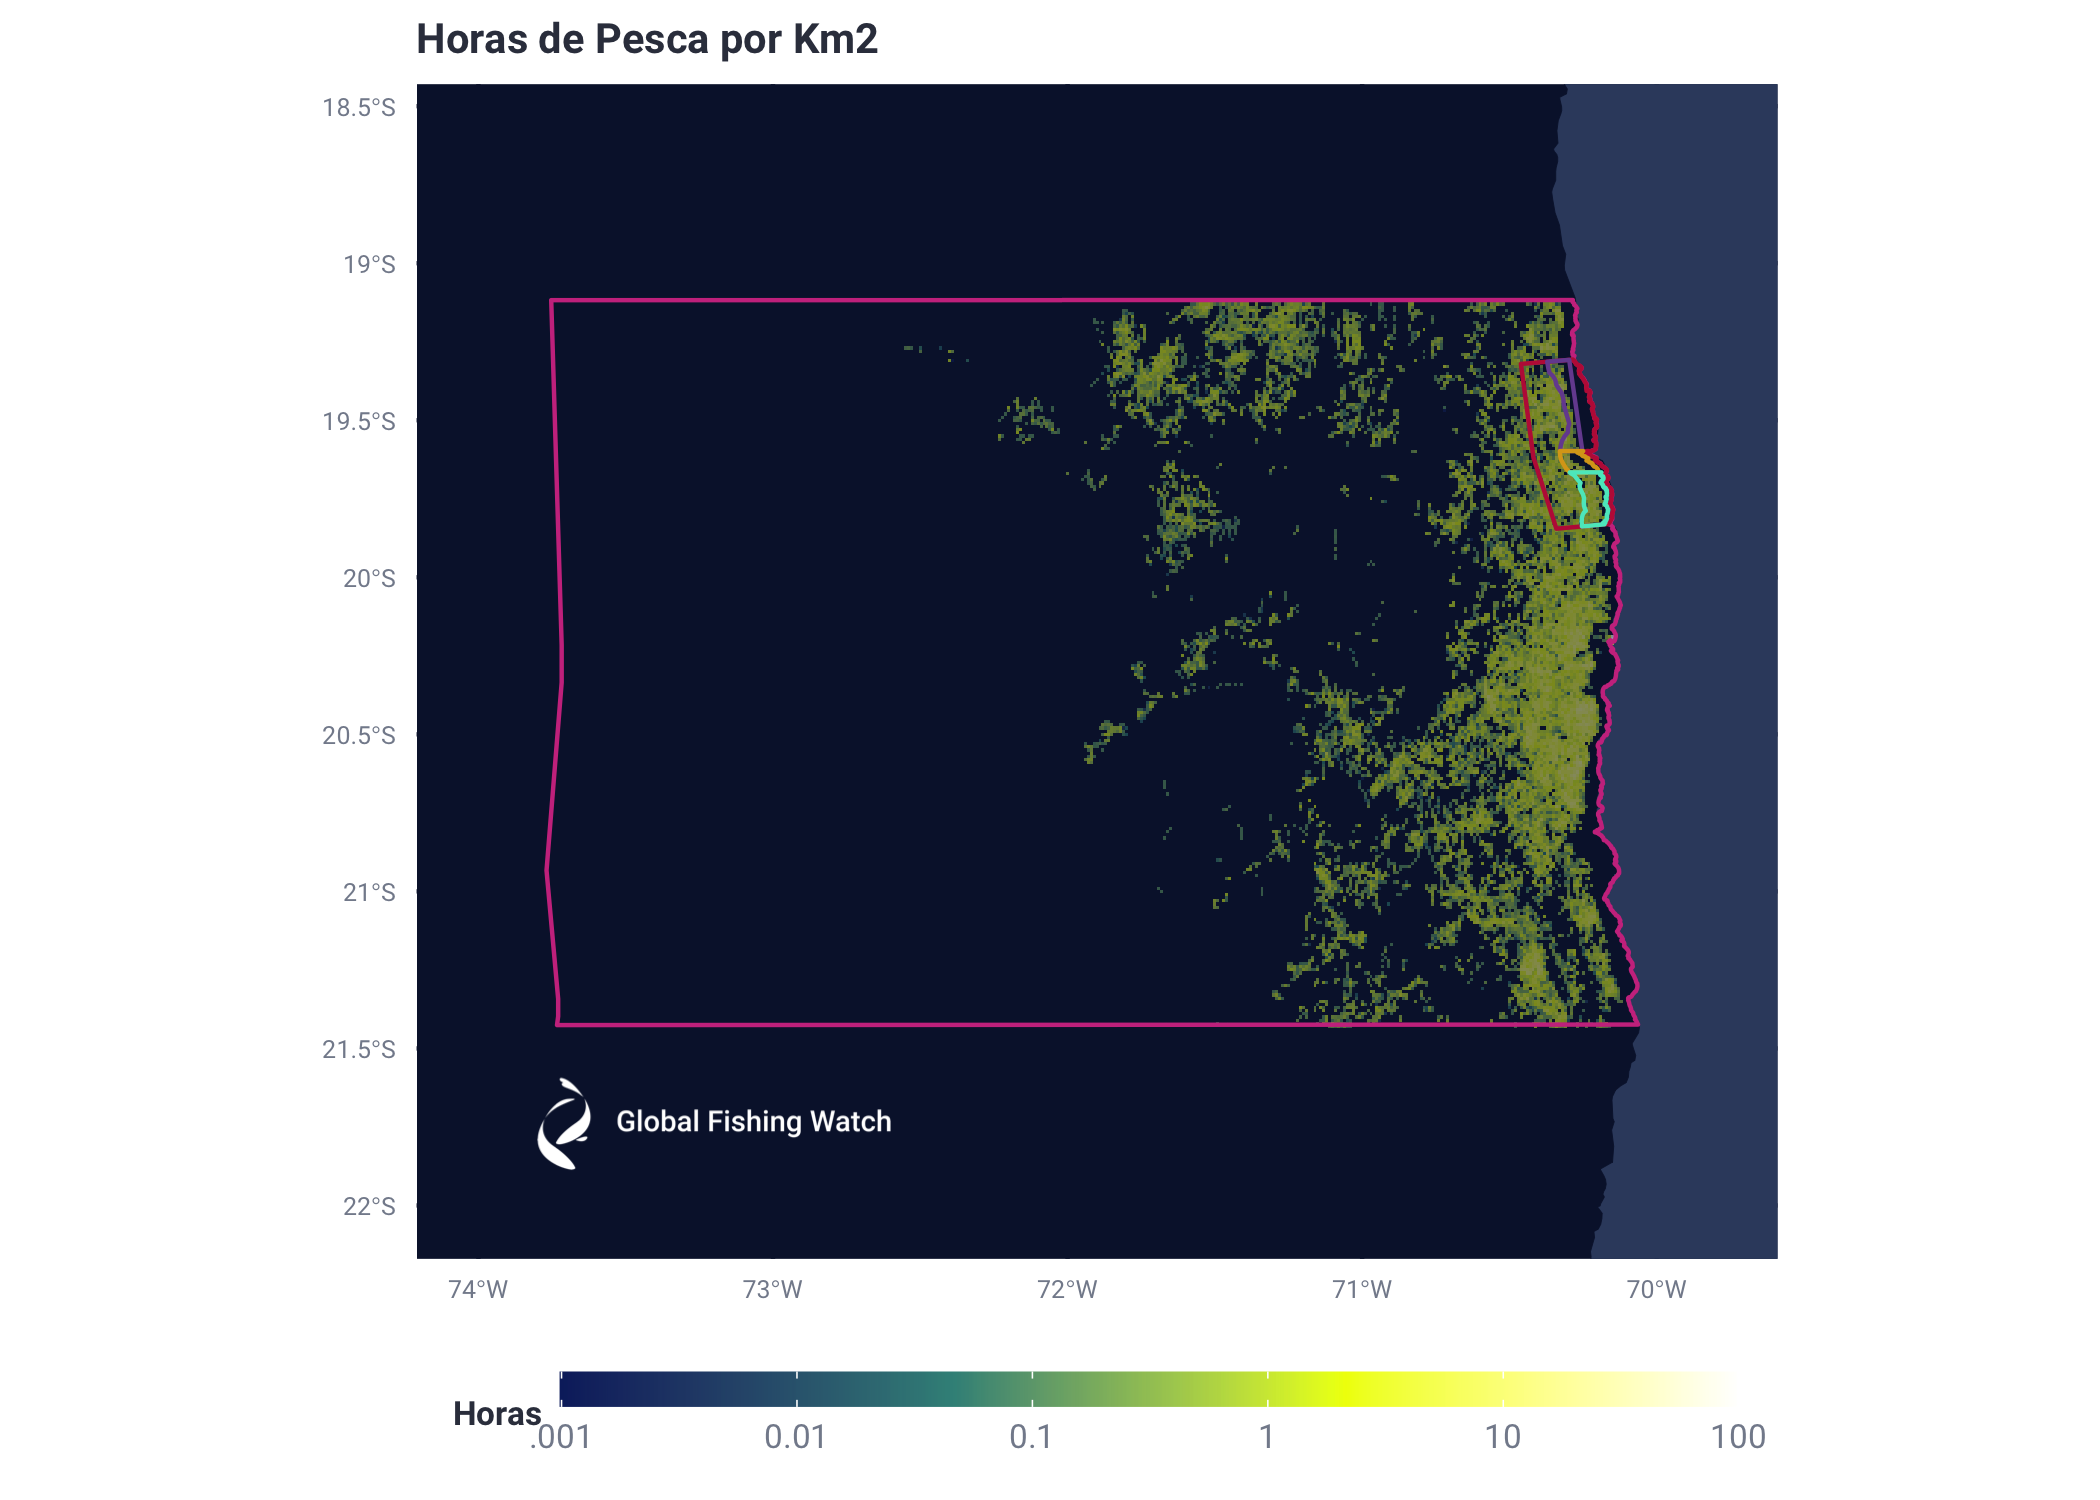 Horas de Pesca por Km2
18.5°S
19°S
19.5°S
20°S
20.5°S
21°S
21.5°S
22°S
Global Fishing Watch
74°W 73°W 72°W 71°W 70°W
Horas
.001 0.01 0.1 1 10 100